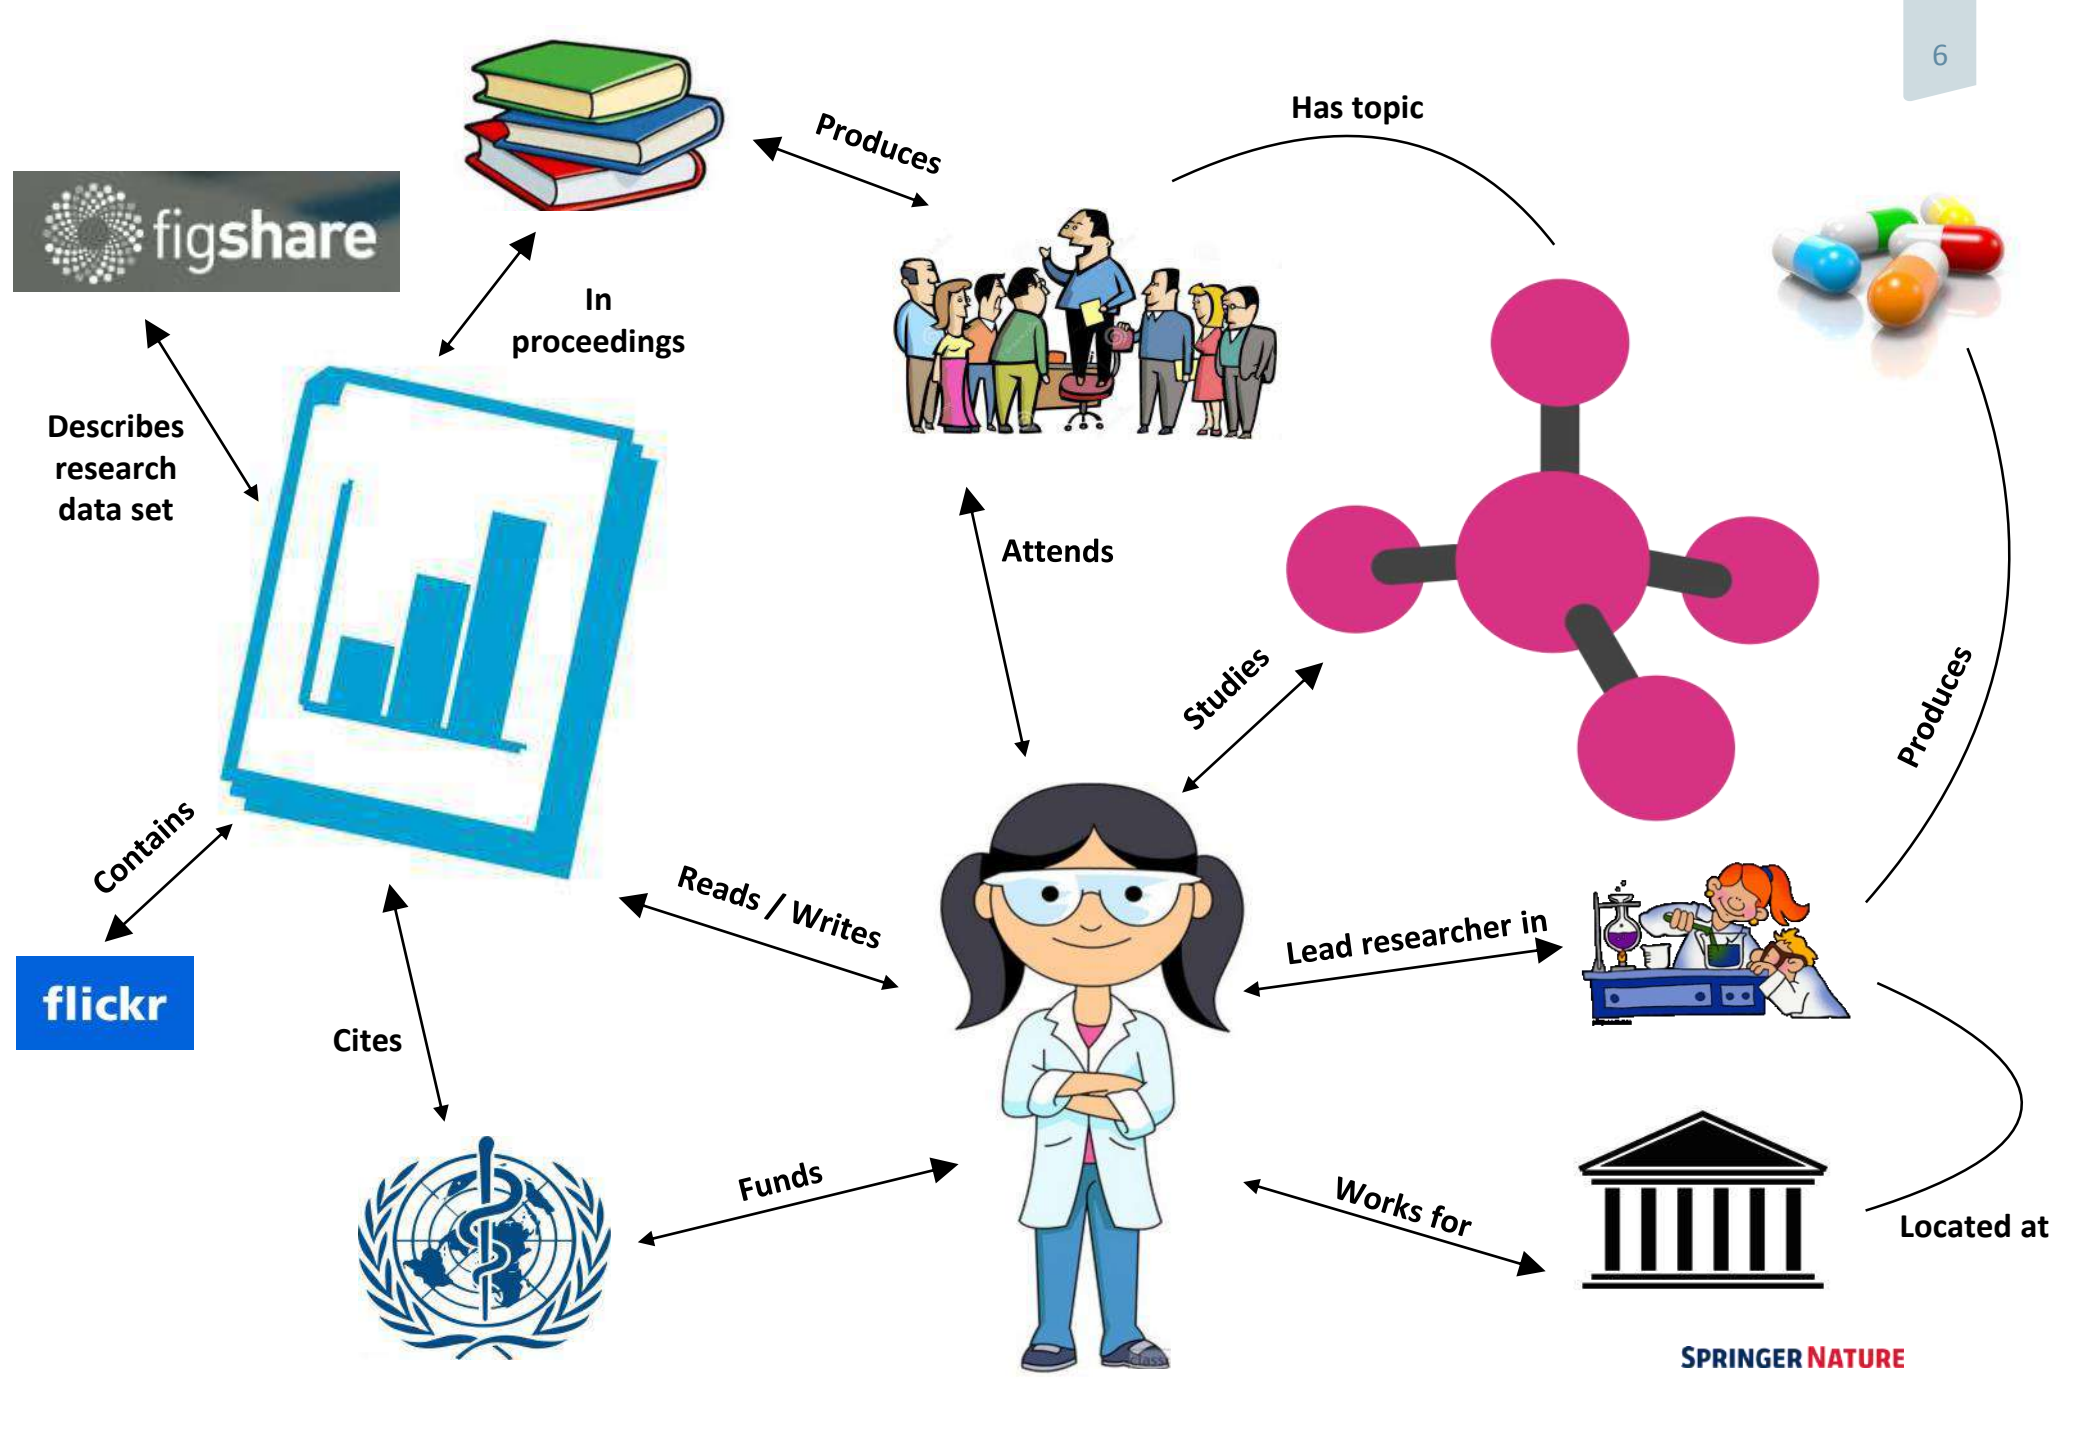 6
Has topic
Produces
figshare
In
proceedings
Describes
research
data set
Attends
Studies
Produces
Contains
Reads / Writes
Lead researcher in
flickr
Cites
Funds
Works for
Located at
SPRINGER NATURE